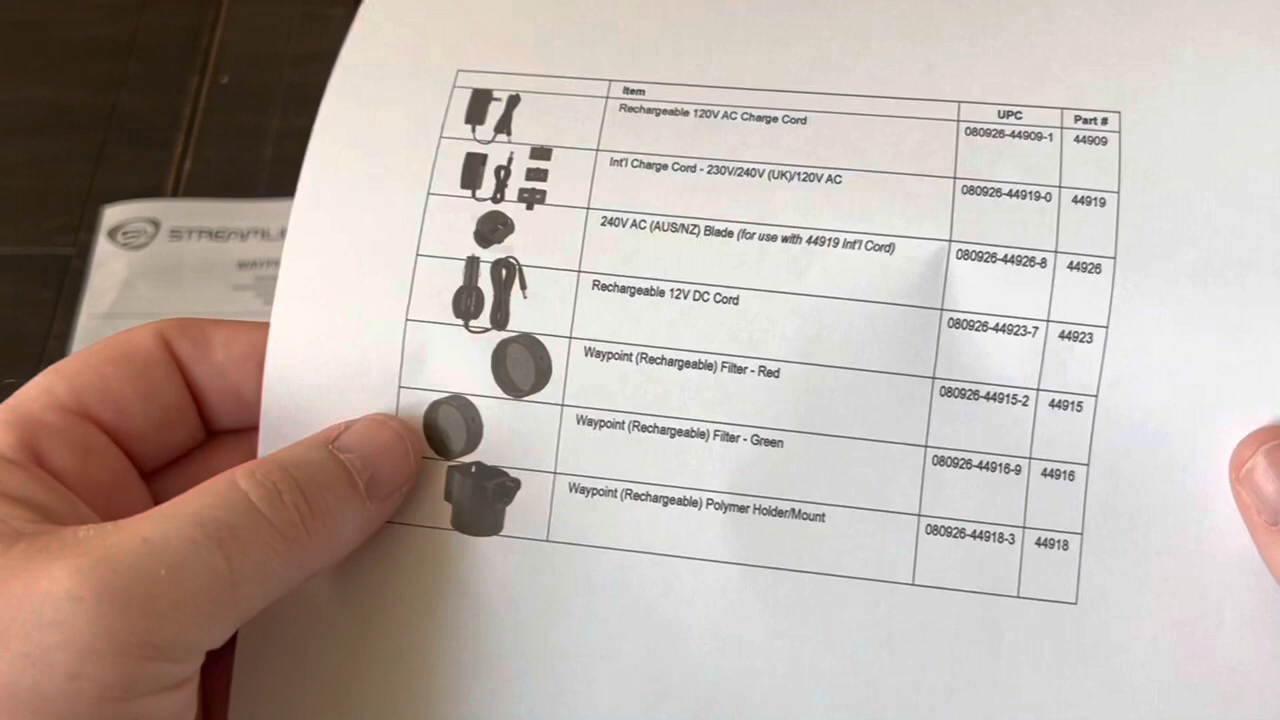 Item UPC Part #
Rechargeable 120V AC Charge Cord 080926-44909-1 44909
Int'l Charge Cord - 230V/240V (UK)/120V AC 080926-44919-0 44919
240V AC (AUS/NZ) Blade (for use with 44919 Int'l Cord) 080926-44926-8 44926
Rechargeable 12V DC Cord 080926-44923-7 44923
Waypoint (Rechargeable) Filter - Red 080926-44915-2 44915
Waypoint (Rechargeable) Filter - Green 080926-44916-9 44916
Waypoint (Rechargeable) Polymer Holder/Mount 080926-44918-3 44918
STREAMLI
WAYP